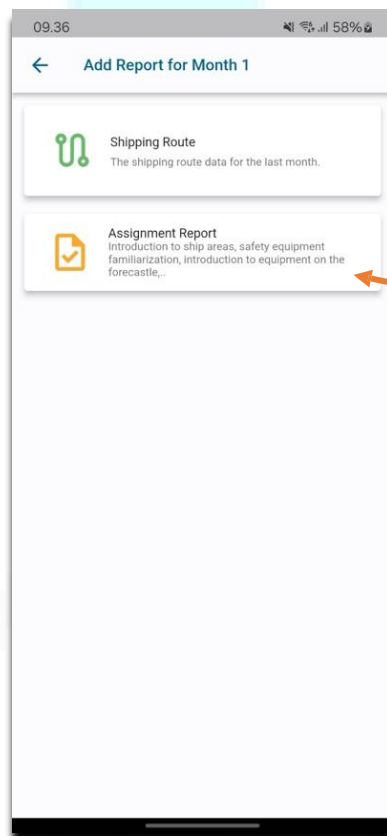 09.36 58%
Add Report for Month 1
Shipping Route
The shipping route data for the last month.
Assignment Report
Introduction to ship areas, safety equipment
familiarization, introduction to equipment on the
forecastle,..